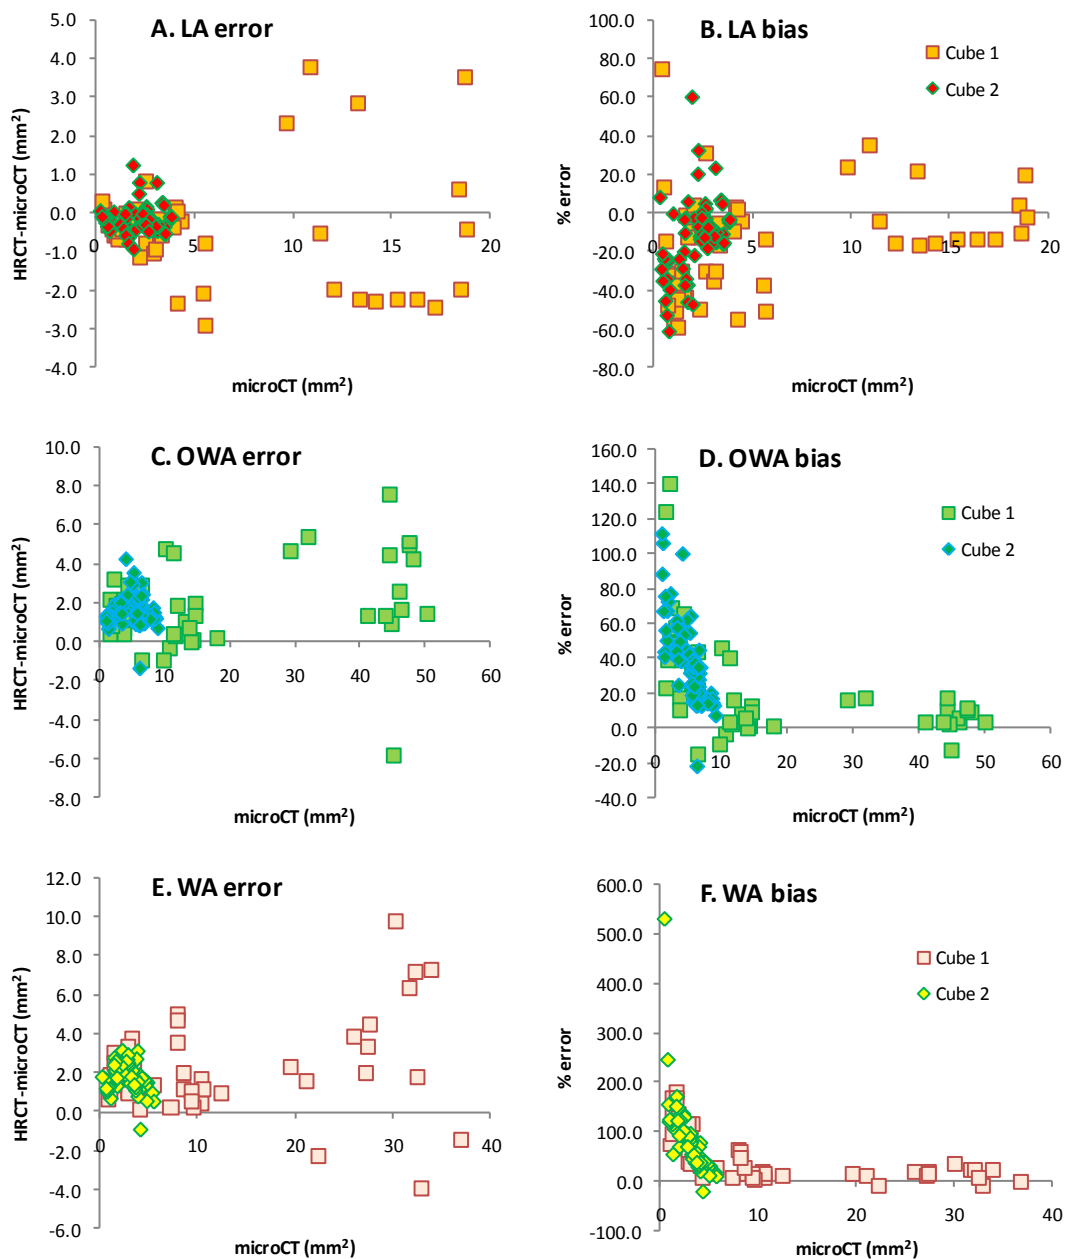 A. LA error
5.0
4.0
3.0
2.0
1.0
0.0
-1.0
-2.0
-3.0
-4.0
0 5 10 15 20
HRCT-microCT (mm²)
microCT (mm²)
B. LA bias
100.0
80.0
60.0
40.0
20.0
0.0
-20.0
-40.0
-60.0
-80.0
0 5 10 15 20
% error
microCT (mm²)
Cube 1
Cube 2
C. OWA error
10.0
8.0
6.0
4.0
2.0
0.0
-2.0
-4.0
-6.0
-8.0
0 10 20 30 40 50 60
HRCT-microCT (mm²)
microCT (mm²)
D. OWA bias
160.0
140.0
120.0
100.0
80.0
60.0
40.0
20.0
0.0
-20.0
-40.0
0 10 20 30 40 50 60
% error
microCT (mm²)
Cube 1
Cube 2
E. WA error
12.0
10.0
8.0
6.0
4.0
2.0
0.0
-2.0
-4.0
-6.0
0 10 20 30 40
HRCT-microCT (mm²)
microCT (mm²)
F. WA bias
600.0
500.0
400.0
300.0
200.0
100.0
0.0
-100.0
0 10 20 30 40
% error
microCT (mm²)
Cube 1
Cube 2